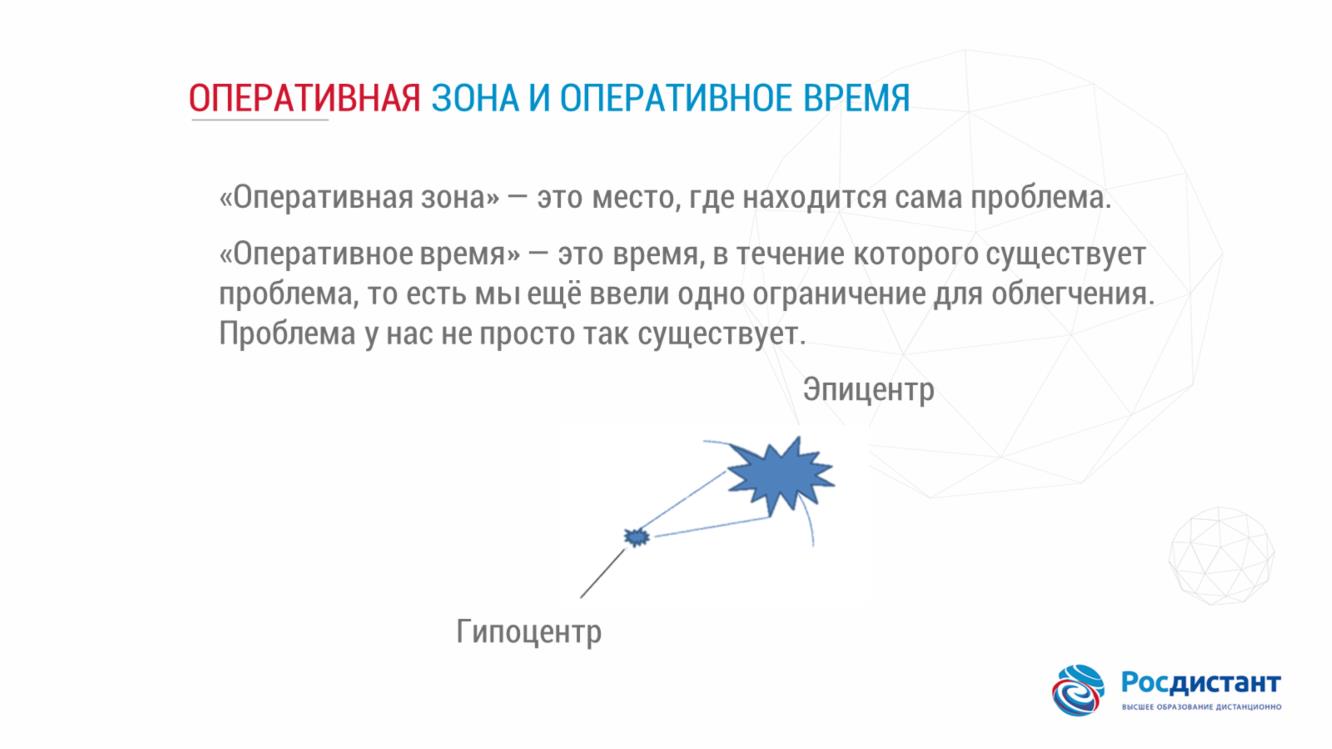 ОПЕРАТИВНАЯ ЗОНА И ОПЕРАТИВНОЕ ВРЕМЯ
«Оперативная зона» — это место, где находится сама проблема.
«Оперативное время» — это время, в течение которого существует
проблема, то есть мы ещё ввели одно ограничение для облегчения.
Проблема у нас не просто так существует.
Эпицентр
Гипоцентр
Росдистант
ВЫСШЕЕ ОБРАЗОВАНИЕ ДИСТАНЦИОННО